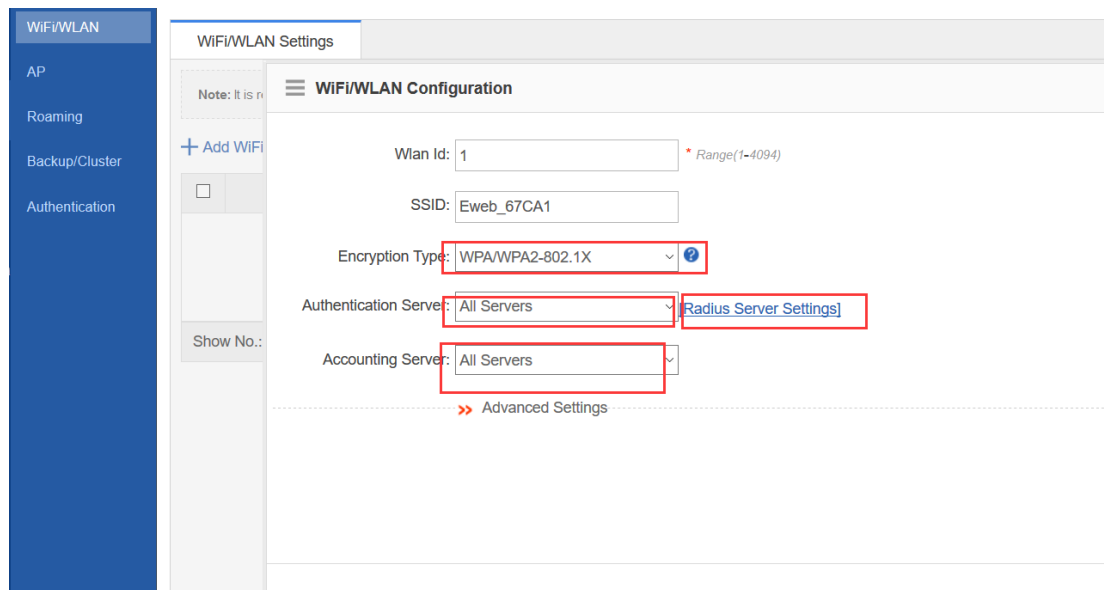 WiFi/WLAN
AP
Roaming
Backup/Cluster
Authentication
WiFi/WLAN Settings
Note: It is
Add WiFi
Show No.:
WiFi/WLAN Configuration
Wlan Id: 1 * Range(1-4094)
SSID: Eweb_67CA1
Encryption Type: WPA/WPA2-802.1X ?
Authentication Server: All Servers [Radius Server Settings]
Accounting Server: All Servers
Advanced Settings